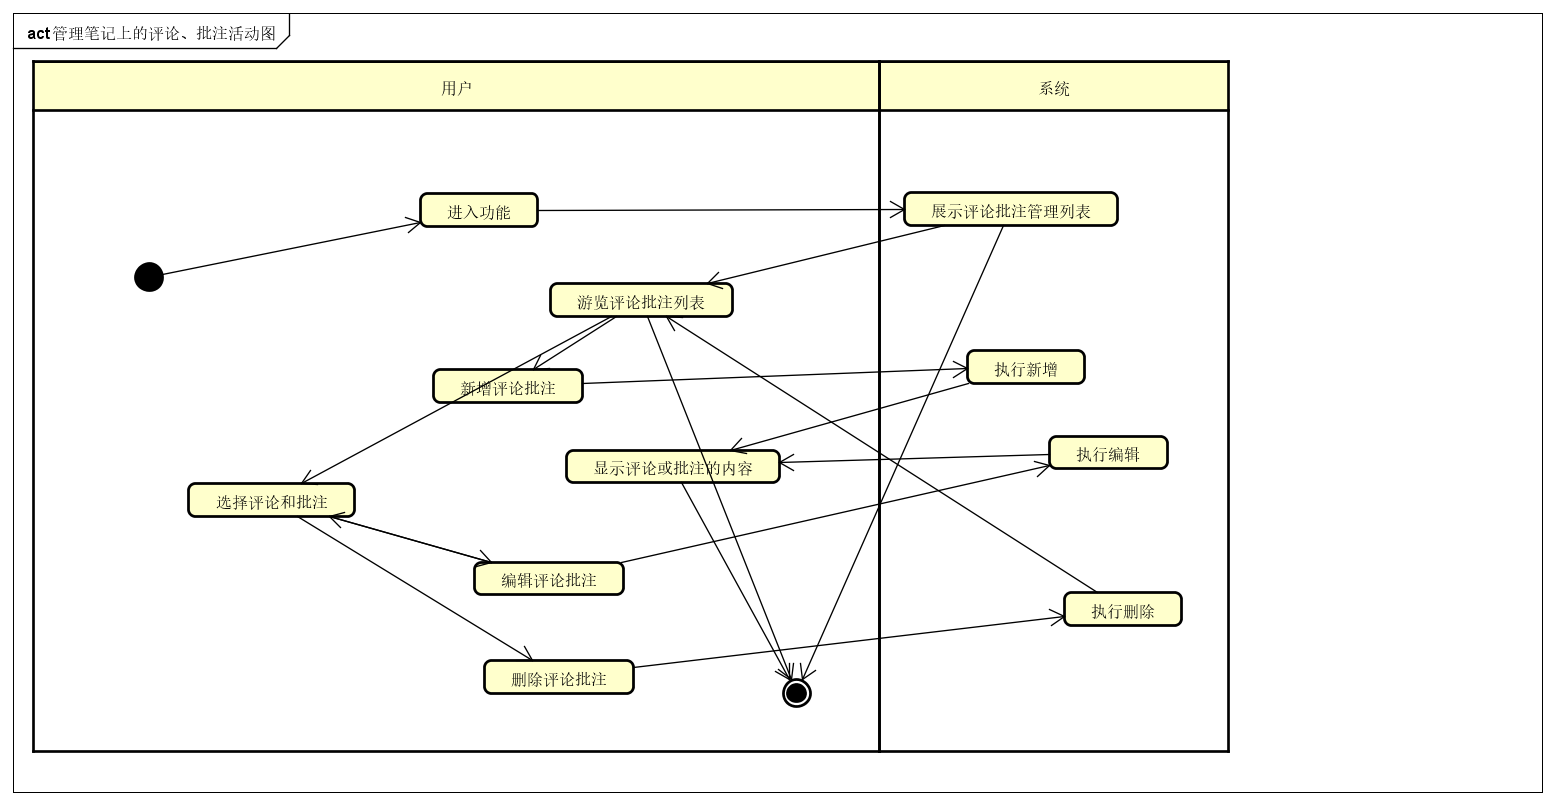 act 管理笔记上的评论、批注活动图
用户
系统
进入功能
展示评论批注管理列表
游览评论批注列表
新增评论批注
执行新增
显示评论或批注的内容
执行编辑
选择评论和批注
编辑评论批注
执行删除
删除评论批注